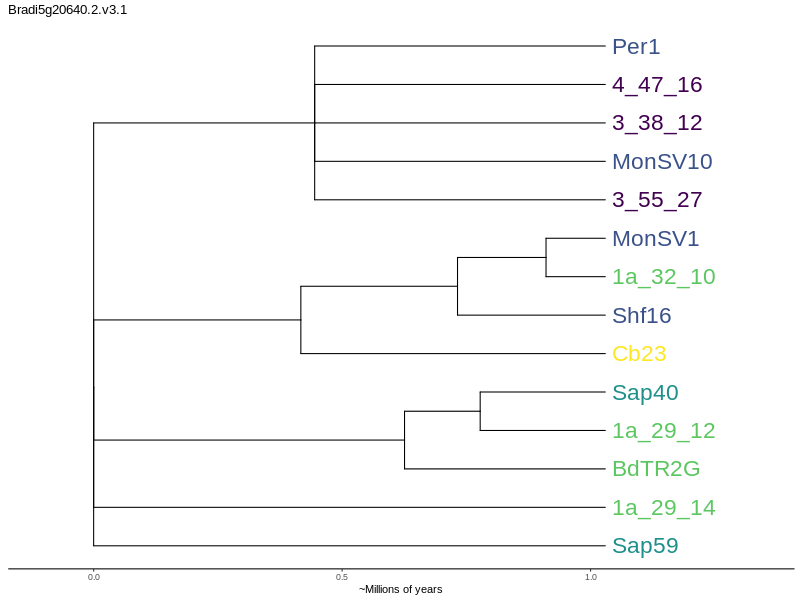 Bradi5g20640.2.v3.1
Per1
4_47_16
3_38_12
MonSV10
3_55_27
MonSV1
1a_32_10
Shf16
Cb23
Sap40
1a_29_12
BdTR2G
1a_29_14
Sap59
0.0 0.5 1.0
~Millions of years